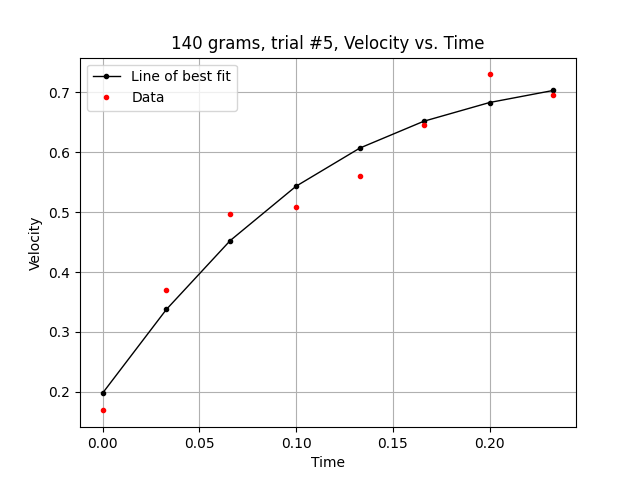 140 grams, trial #5, Velocity vs. Time
Line of best fit
Data
Velocity
0.7
0.6
0.5
0.4
0.3
0.2
0.00 0.05 0.10 0.15 0.20
Time